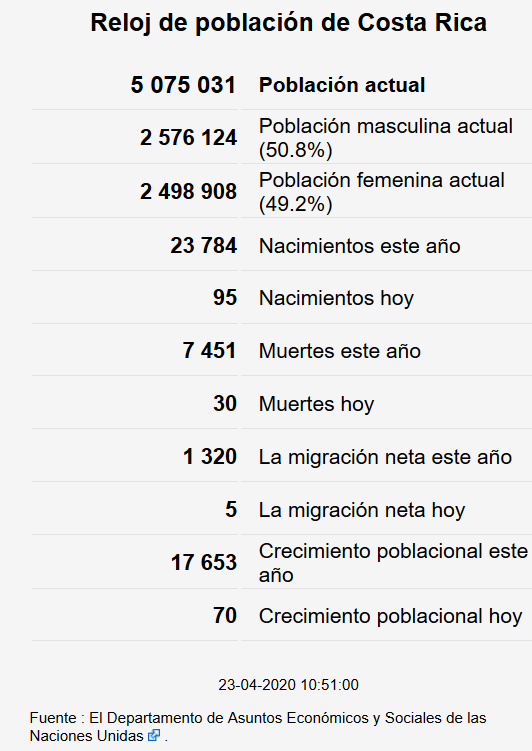 Reloj de población de Costa Rica
5 075 031 Población actual
2 576 124 Población masculina actual
(50.8%)
2 498 908 Población femenina actual
(49.2%)
23 784 Nacimientos este año
95 Nacimientos hoy
7 451 Muertes este año
30 Muertes hoy
1 320 La migración neta este año
5 La migración neta hoy
17 653 Crecimiento poblacional este
año
70 Crecimiento poblacional hoy
23-04-2020 10:51:00
Fuente : El Departamento de Asuntos Económicos y Sociales de las
Naciones Unidas .